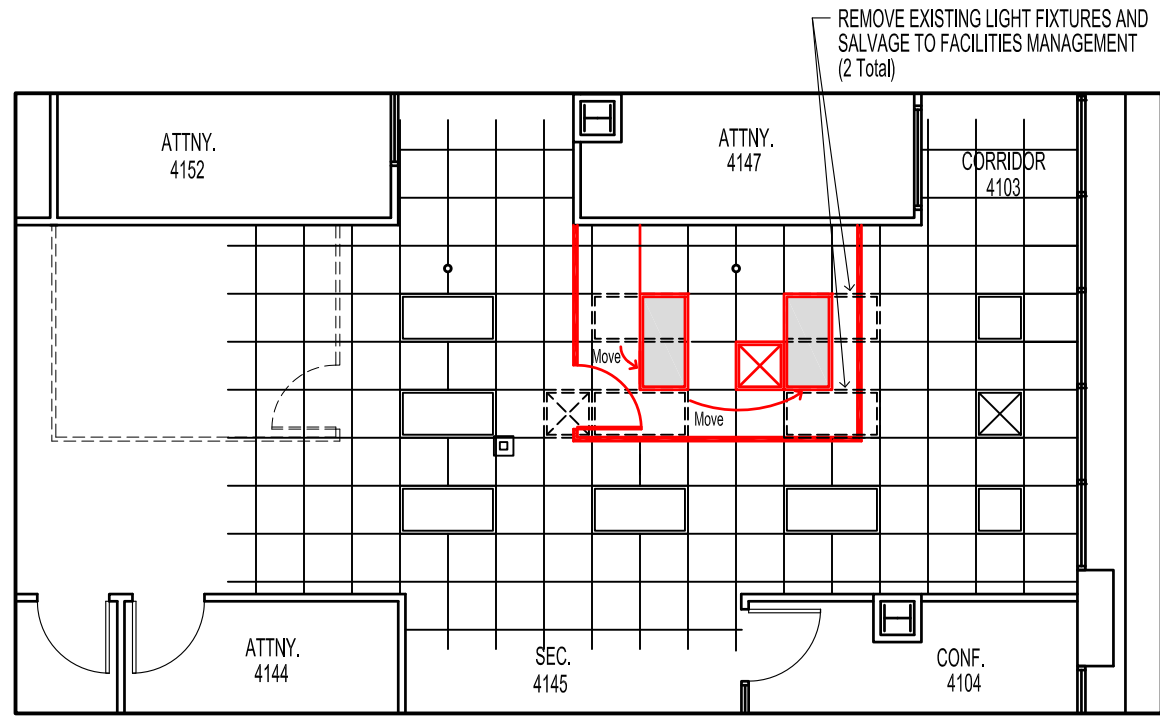 REMOVE EXISTING LIGHT FIXTURES AND
SALVAGE TO FACILITIES MANAGEMENT
(2 Total)
ATTNY.
4152
ATTNY.
4147
CORRIDOR
4103
Move
Move
ATTNY.
4144
SEC.
4145
CONF.
4104